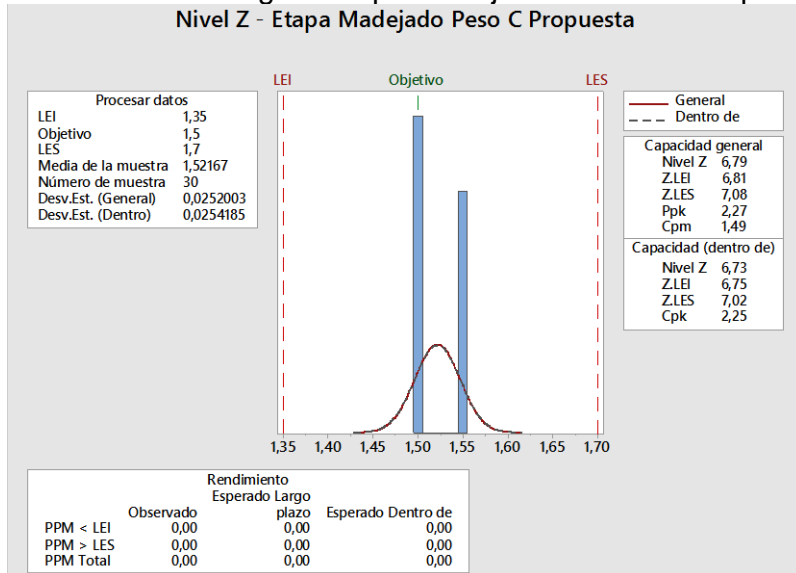 Nivel Z - Etapa Madejado Peso C Propuesta
LEI Objetivo LES
Procesar datos
LEI 1,35
Objetivo 1,5
LES 1,7
Media de la muestra 1,52167
Número de muestra 30
Desv.Est. (General) 0,0252003
Desv.Est. (Dentro) 0,0254185
General
Dentro de
Capacidad general
Nivel Z 6,79
Z.LEI 6,81
Z.LES 7,08
Ppk 2,27
Cpm 1,49
Capacidad (dentro de)
Nivel Z 6,73
Z.LEI 6,75
Z.LES 7,02
Cpk 2,25
1,35 1,40 1,45 1,50 1,55 1,60 1,65 1,70
Rendimiento
Esperado Largo
Observado plazo Esperado Dentro de
PPM < LEI 0,00 0,00 0,00
PPM > LES 0,00 0,00 0,00
PPM Total 0,00 0,00 0,00